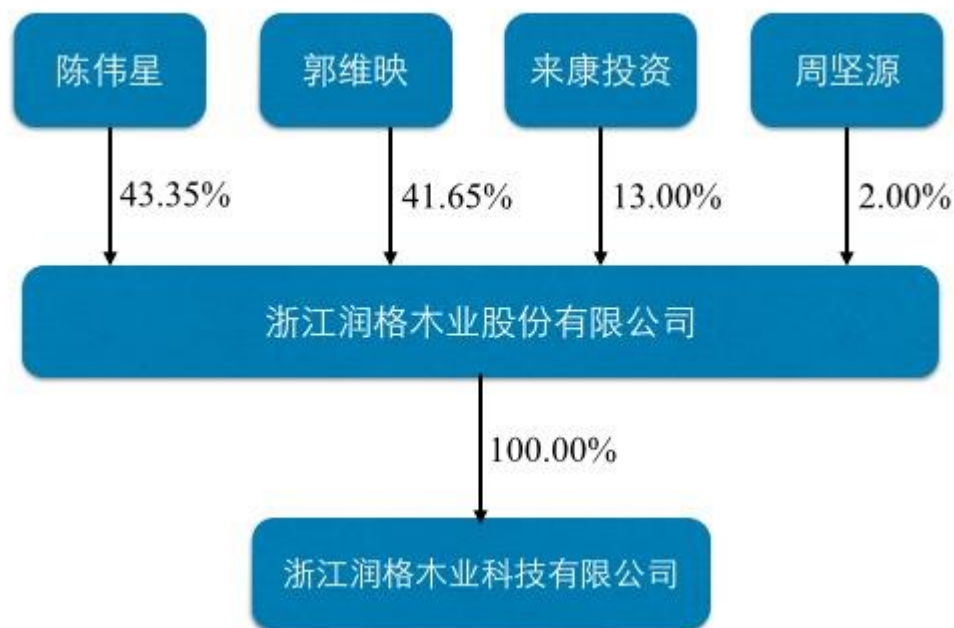 陈伟星
郭维映
来康投资
周坚源
43.35%
41.65%
13.00%
2.00%
浙江润格木业股份有限公司
100.00%
浙江润格木业科技有限公司